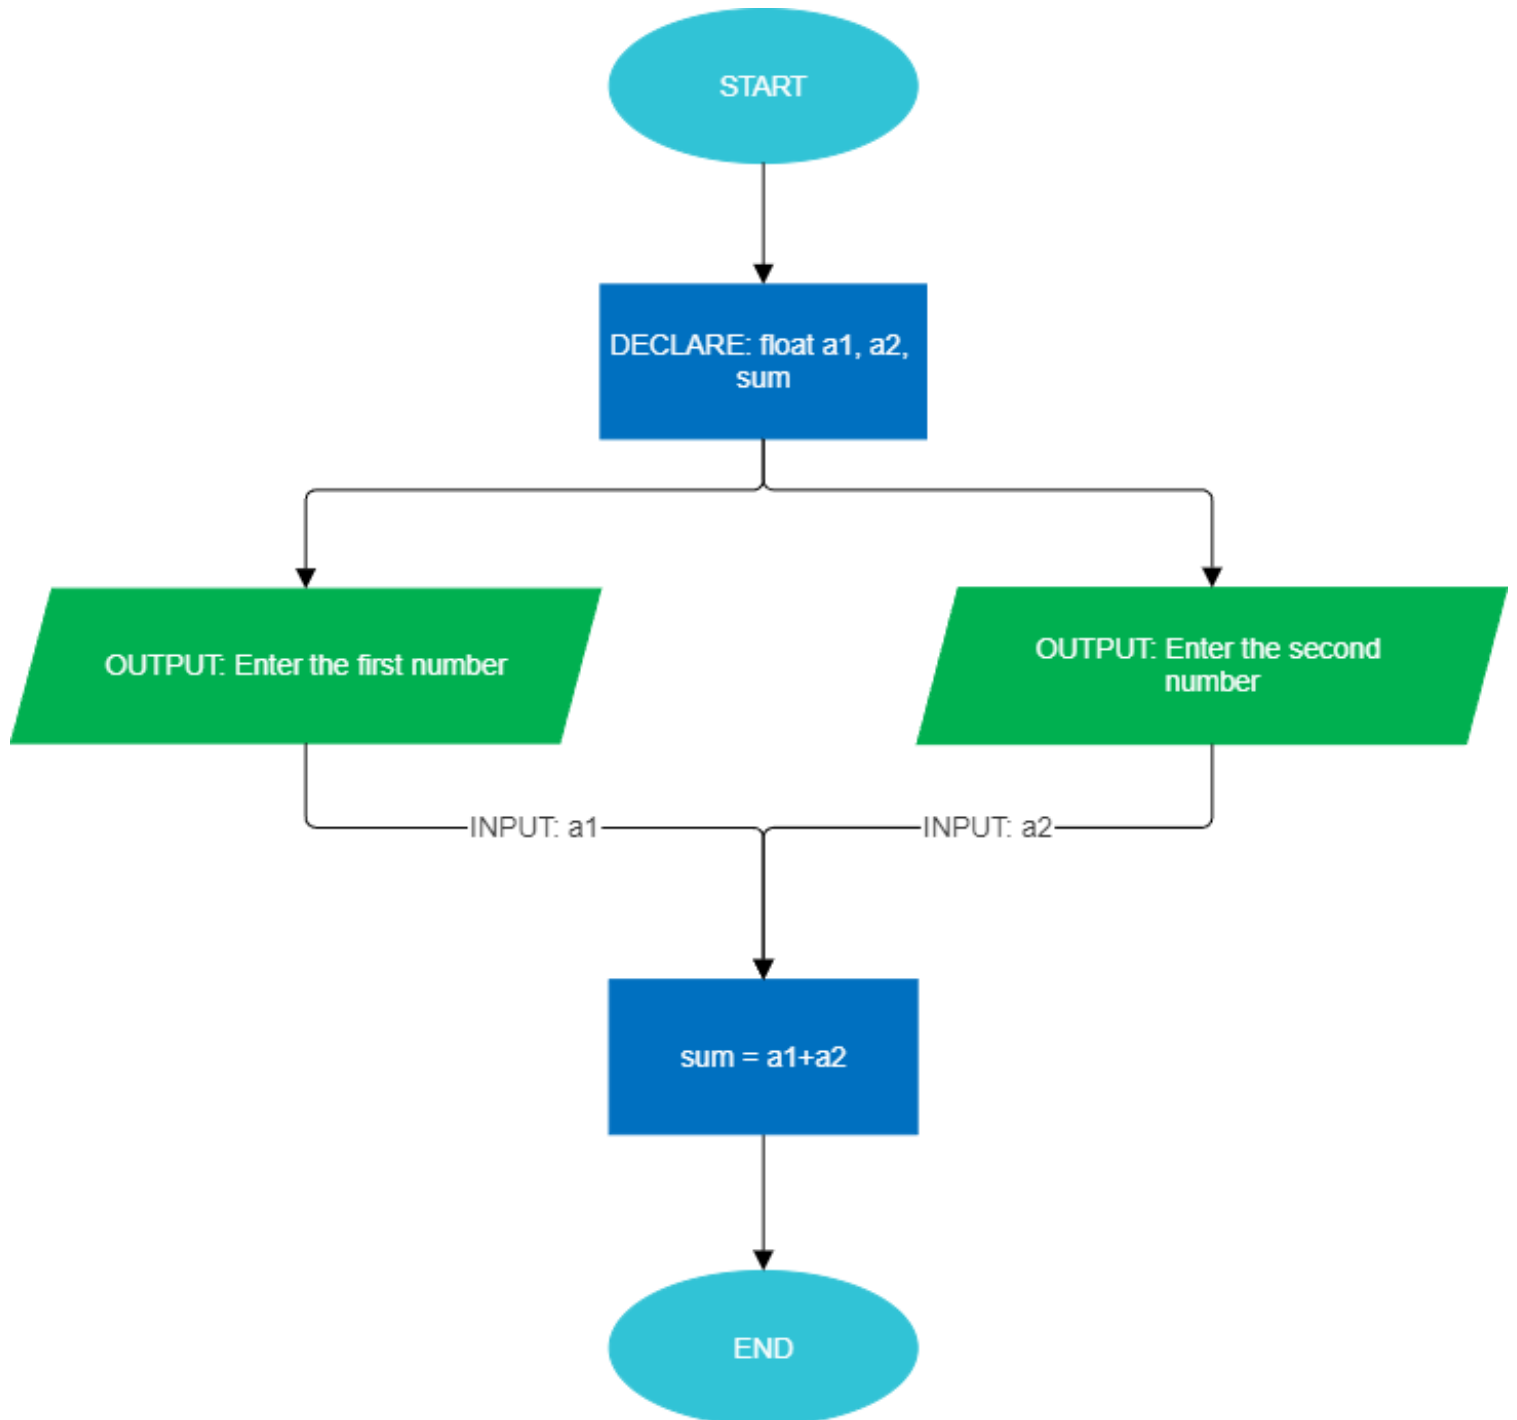 START
DECLARE: float a1, a2,
sum
OUTPUT: Enter the first number
OUTPUT: Enter the second
number
INPUT: a1
INPUT: a2
sum = a1+a2
END